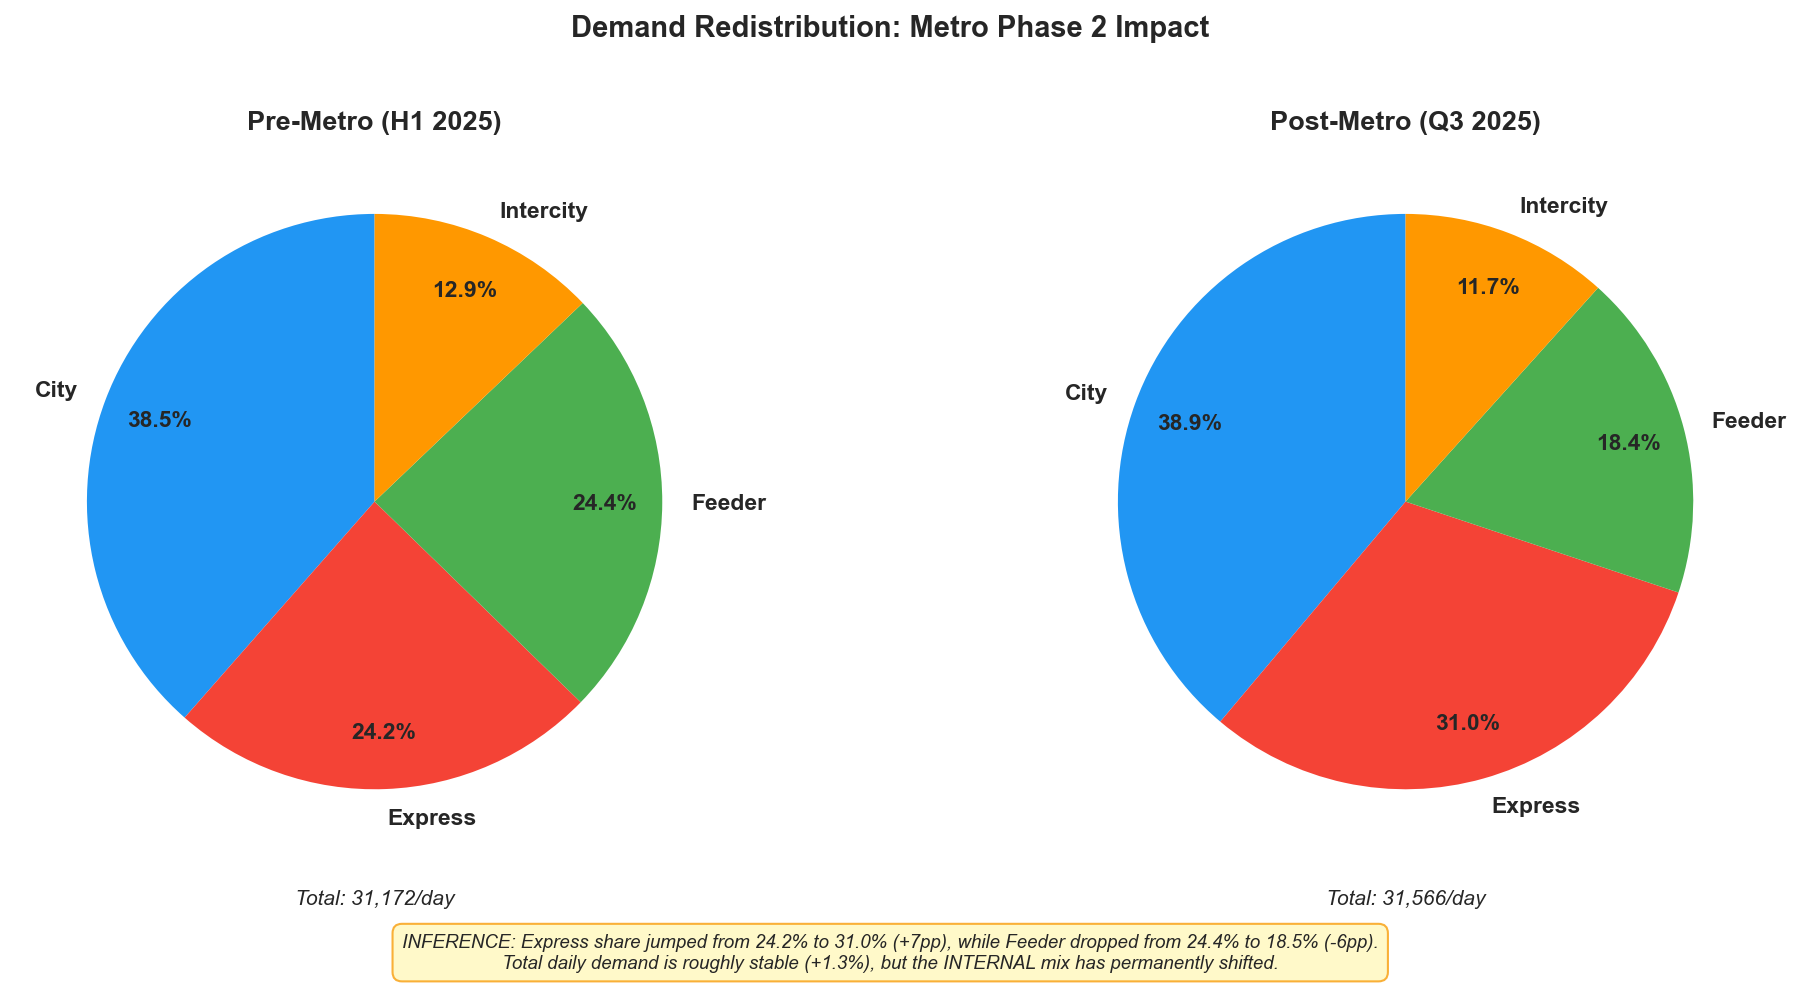 Demand Redistribution: Metro Phase 2 Impact
Pre-Metro (H1 2025)
Intercity
12.9%
City
38.5%
24.4%
Feeder
24.2%
Express
Total: 31,172/day
Post-Metro (Q3 2025)
Intercity
11.7%
City
38.9%
Feeder
18.4%
31.0%
Express
Total: 31,566/day
INFERENCE: Express share jumped from 24.2% to 31.0% (+7pp), while Feeder dropped from 24.4% to 18.5% (-6pp).
Total daily demand is roughly stable (+1.3%), but the INTERNAL mix has permanently shifted.